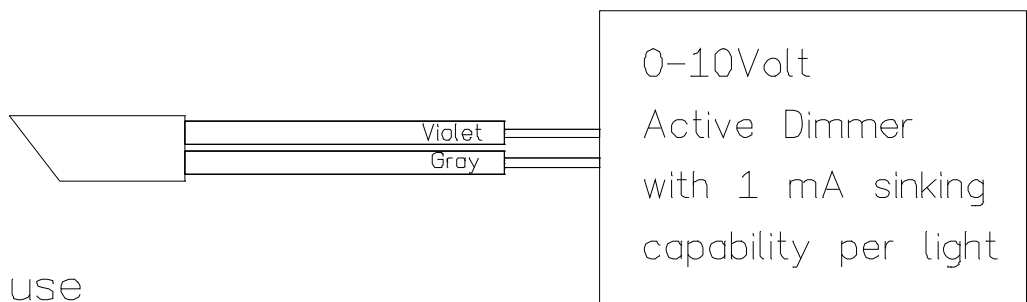 0-10Volt
Active Dimmer
with 1 mA sinking
capability per light
Violet
Gray
use